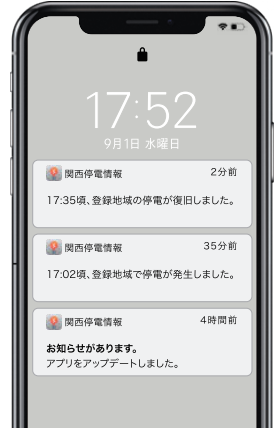 17:52
9月1日 水曜日
関西停電情報 2分前
17:35頃、登録地域の停電が復旧しました。
関西停電情報 35分前
17:02頃、登録地域で停電が発生しました。
関西停電情報 4時間前
お知らせがあります。
アプリをアップデートしました。